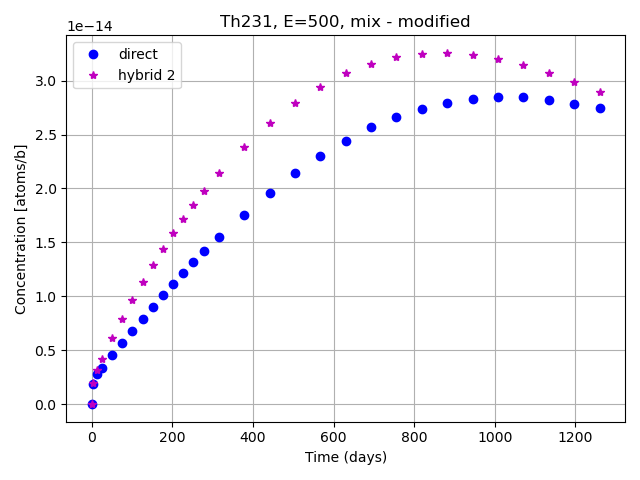 Th231, E=500, mix - modified
1e−14
direct
hybrid 2
3.0
2.5
2.0
1.5
1.0
0.5
0.0
Concentration [atoms/b]
0 200 400 600 800 1000 1200
Time (days)